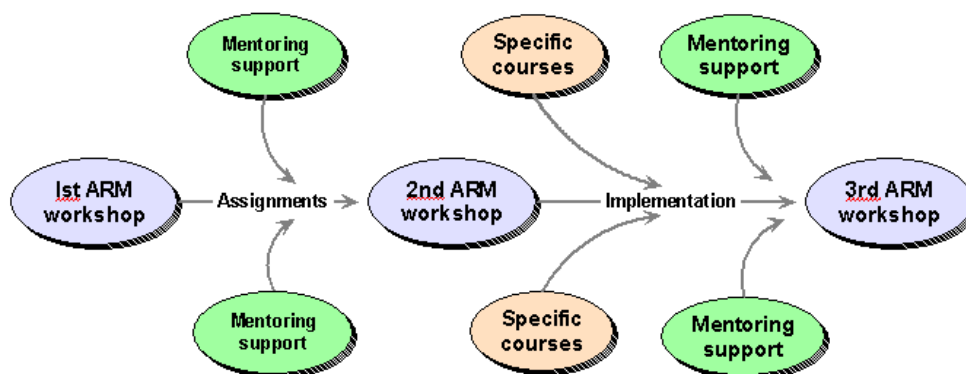 Mentoring
support
Specific
courses
Mentoring
support
Ist ARM
workshop
Assignments
2nd ARM
workshop
Implementation
3rd ARM
workshop
Mentoring
support
Specific
courses
Mentoring
support